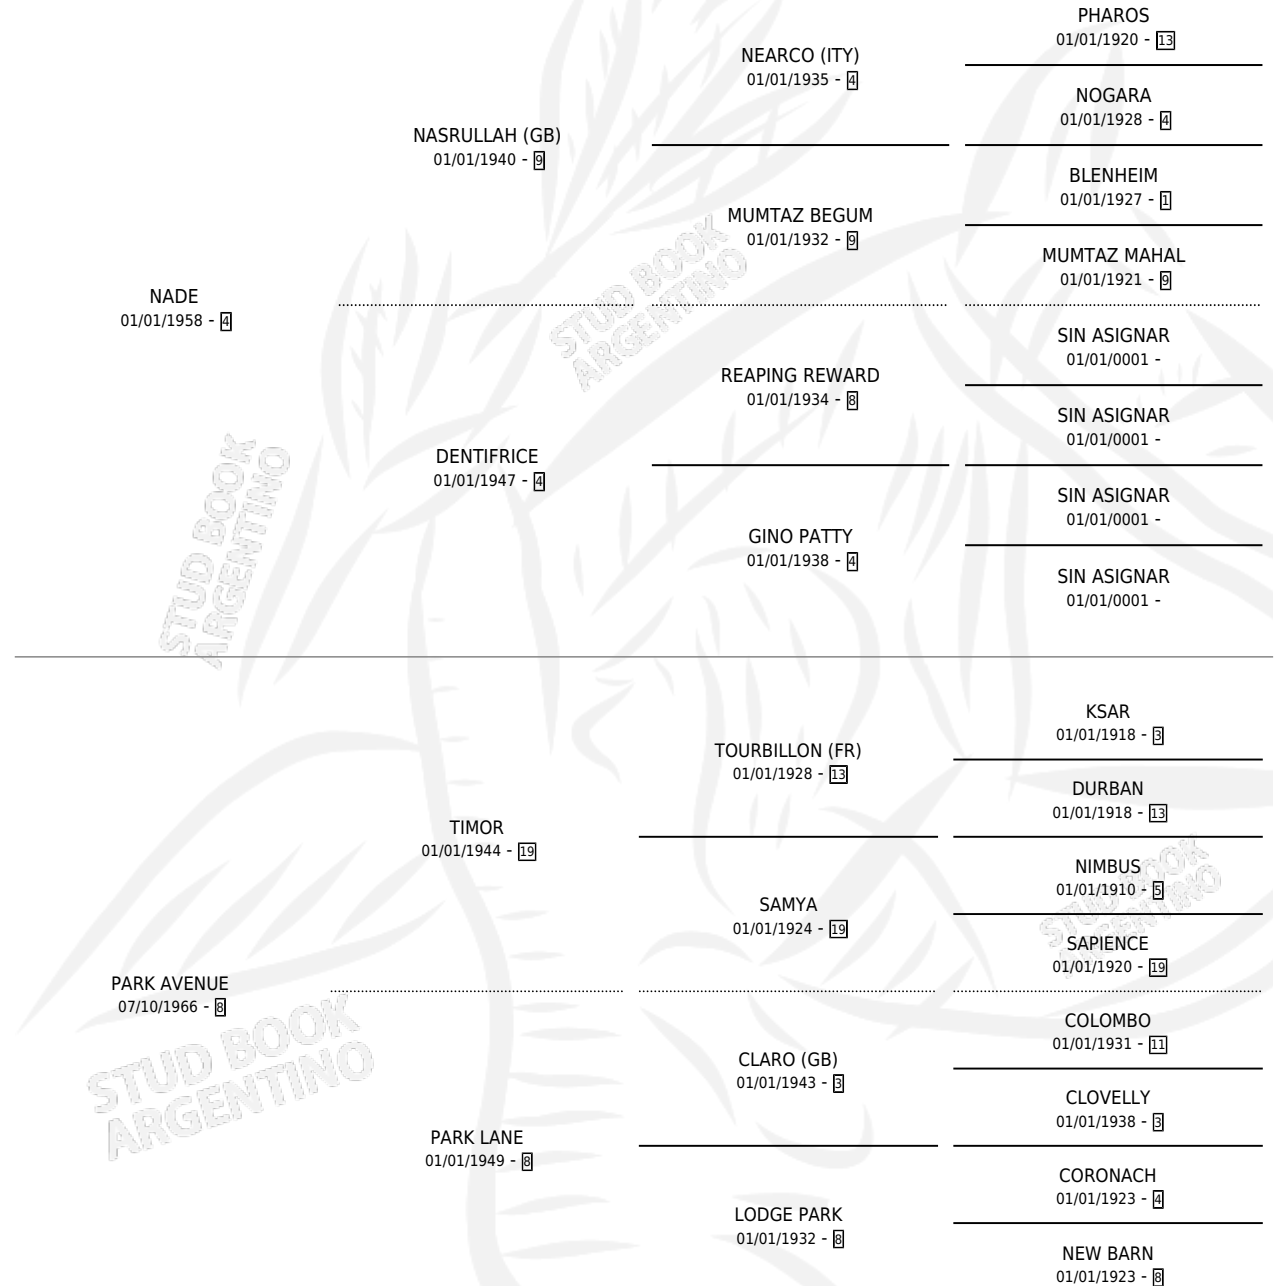 PHAROS
01/01/1920 - 13
NEARCO (ITY)
01/01/1935 - 4
NOGARA
01/01/1928 - 4
NASRULLAH (GB)
01/01/1940 - 9
BLENHEIM
01/01/1927 - 1
MUMTAZ BEGUM
01/01/1932 - 9
MUMTAZ MAHAL
01/01/1921 - 9
NADE
01/01/1958 - 4
SIN ASIGNAR
01/01/0001 -
REAPING REWARD
01/01/1934 - 8
SIN ASIGNAR
01/01/0001 -
DENTIFRICE
01/01/1947 - 4
SIN ASIGNAR
01/01/0001 -
GINO PATTY
01/01/1938 - 4
SIN ASIGNAR
01/01/0001 -
KSAR
01/01/1918 - 3
TOURBILLON (FR)
01/01/1928 - 13
DURBAN
01/01/1918 - 13
TIMOR
01/01/1944 - 19
NIMBUS
01/01/1910 - 5
SAMYA
01/01/1924 - 19
SAPIENCE
01/01/1920 - 19
PARK AVENUE
07/10/1966 - 8
COLOMBO
01/01/1931 - 11
CLARO (GB)
01/01/1943 - 3
CLOVELLY
01/01/1938 - 3
PARK LANE
01/01/1949 - 8
CORONACH
01/01/1923 - 4
LODGE PARK
01/01/1932 - 8
NEW BARN
01/01/1923 - 8
STUD BOOK
ARGENTINO
STUD BOOK
ARGENTINO
STUD BOOK
ARGENTINO
STUD BOOK
ARGENTINO